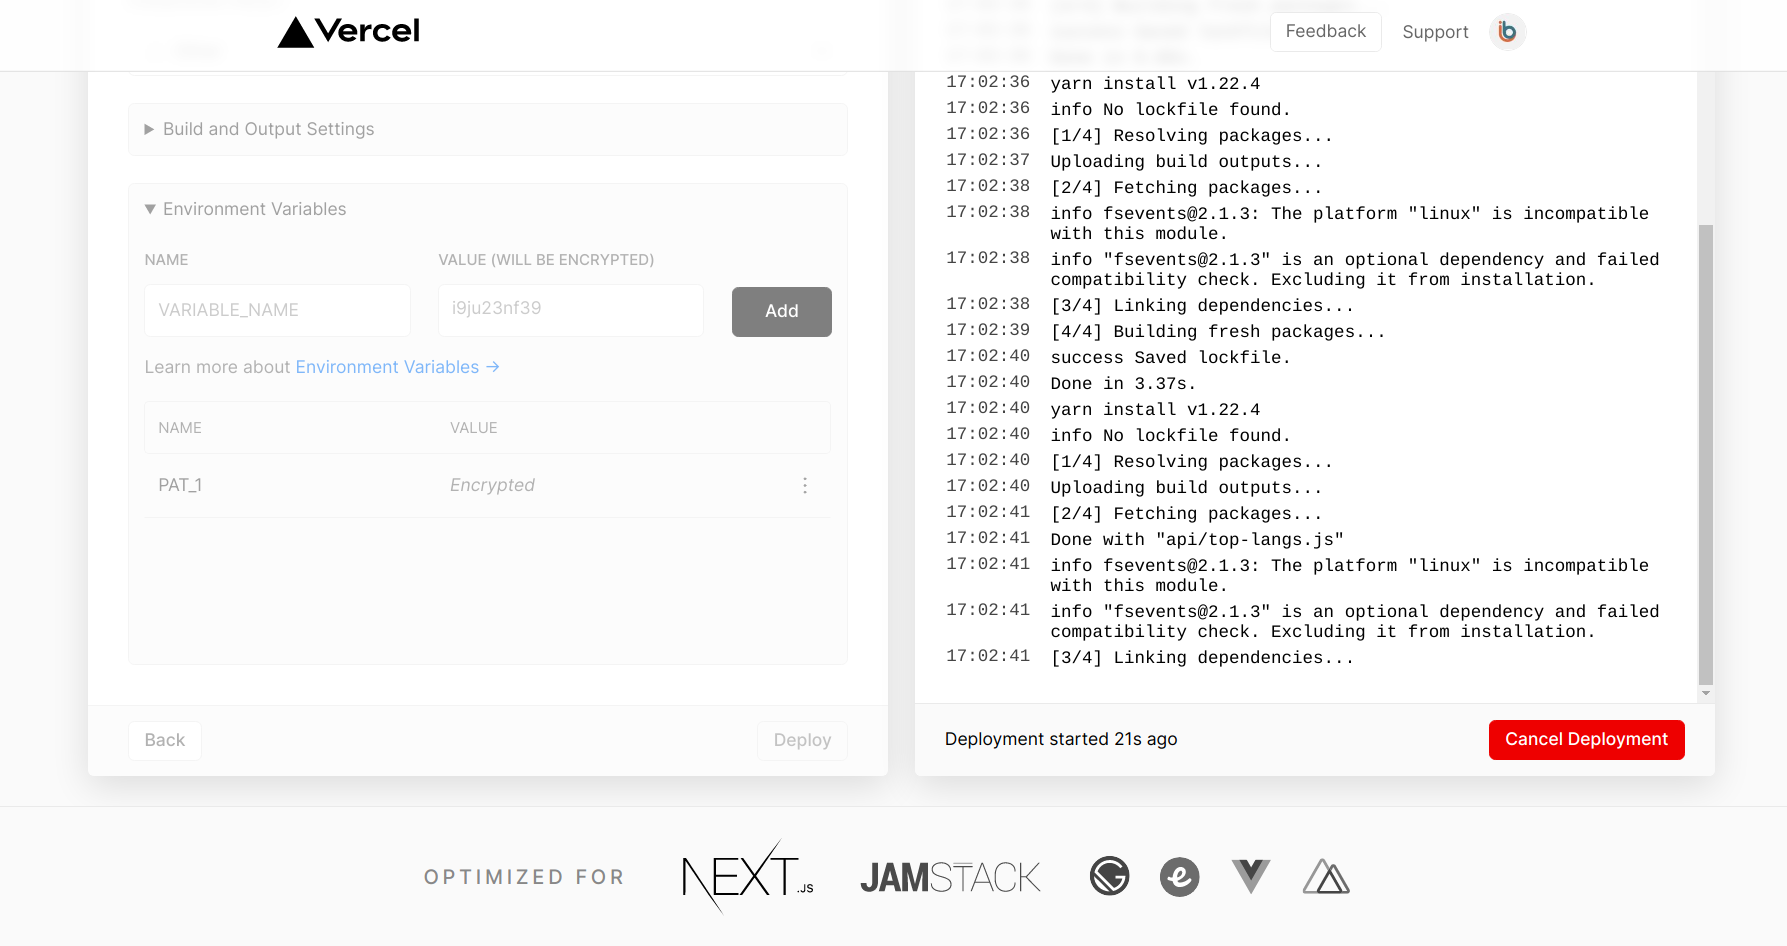 Vercel
Feedback
Support
Build and Output Settings
Environment Variables
NAME
VALUE (WILL BE ENCRYPTED)
VARIABLE_NAME
i9ju23nf39
Add
Learn more about Environment Variables →
NAME
VALUE
PAT_1
Encrypted
Back
Deploy
17:02:36 yarn install v1.22.4
17:02:36 info No lockfile found.
17:02:36 [1/4] Resolving packages...
17:02:37 Uploading build outputs...
17:02:38 [2/4] Fetching packages...
17:02:38 info fsevents@2.1.3: The platform "linux" is incompatible
with this module.
17:02:38 info "fsevents@2.1.3" is an optional dependency and failed
compatibility check. Excluding it from installation.
17:02:38 [3/4] Linking dependencies...
17:02:39 [4/4] Building fresh packages...
17:02:40 success Saved lockfile.
17:02:40 Done in 3.37s.
17:02:40 yarn install v1.22.4
17:02:40 info No lockfile found.
17:02:40 [1/4] Resolving packages...
17:02:40 Uploading build outputs...
17:02:41 [2/4] Fetching packages...
17:02:41 Done with "api/top-langs.js"
17:02:41 info fsevents@2.1.3: The platform "linux" is incompatible
with this module.
17:02:41 info "fsevents@2.1.3" is an optional dependency and failed
compatibility check. Excluding it from installation.
17:02:41 [3/4] Linking dependencies...
Deployment started 21s ago
Cancel Deployment
OPTIMIZED FOR
NEXT.JS
JAMSTACK